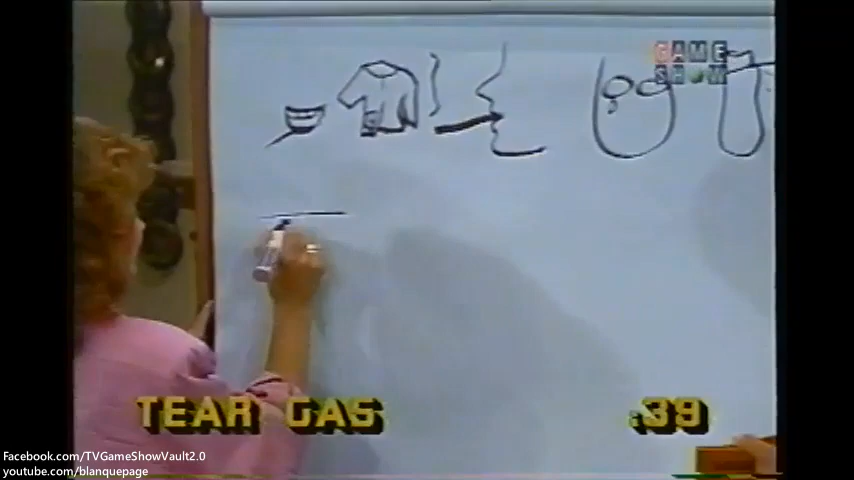 GAME
SHOW
TEAR GAS :39
Facebook.com/TVGameShowVault2.0
youtube.com/blanquepage